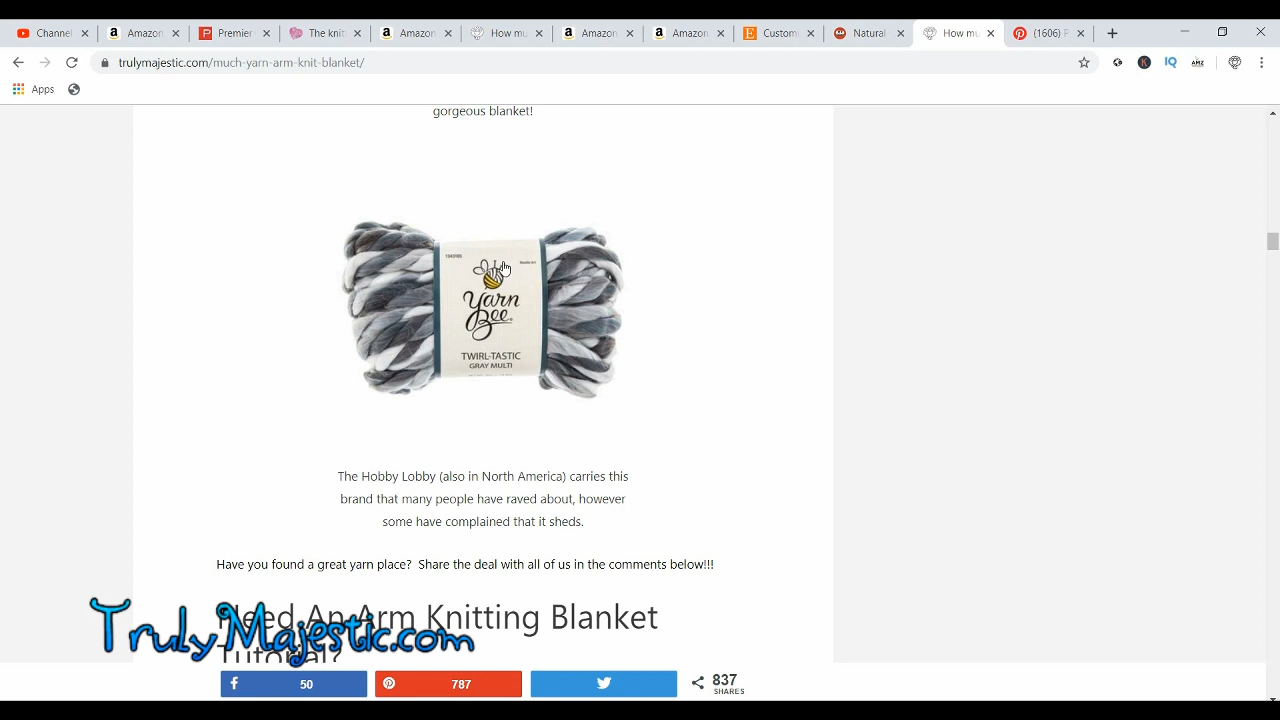 Channel
Amazon
Premier
The knit
Amazon
How mu
Amazon
Amazon
Custom
Natural
How mu
(1606) P
trulymajestic.com/much-yarn-arm-knit-blanket/
IQ
Apps
gorgeous blanket!
Yarn
Bee
TWIRL-TASTIC
GRAY MULTI
The Hobby Lobby (also in North America) carries this
brand that many people have raved about, however
some have complained that it sheds.
Have you found a great yarn place? Share the deal with all of us in the comments below!!!
Need An Arm Knitting Blanket
Tutorial?
TrulyMajestic.com
50
787
837
SHARES